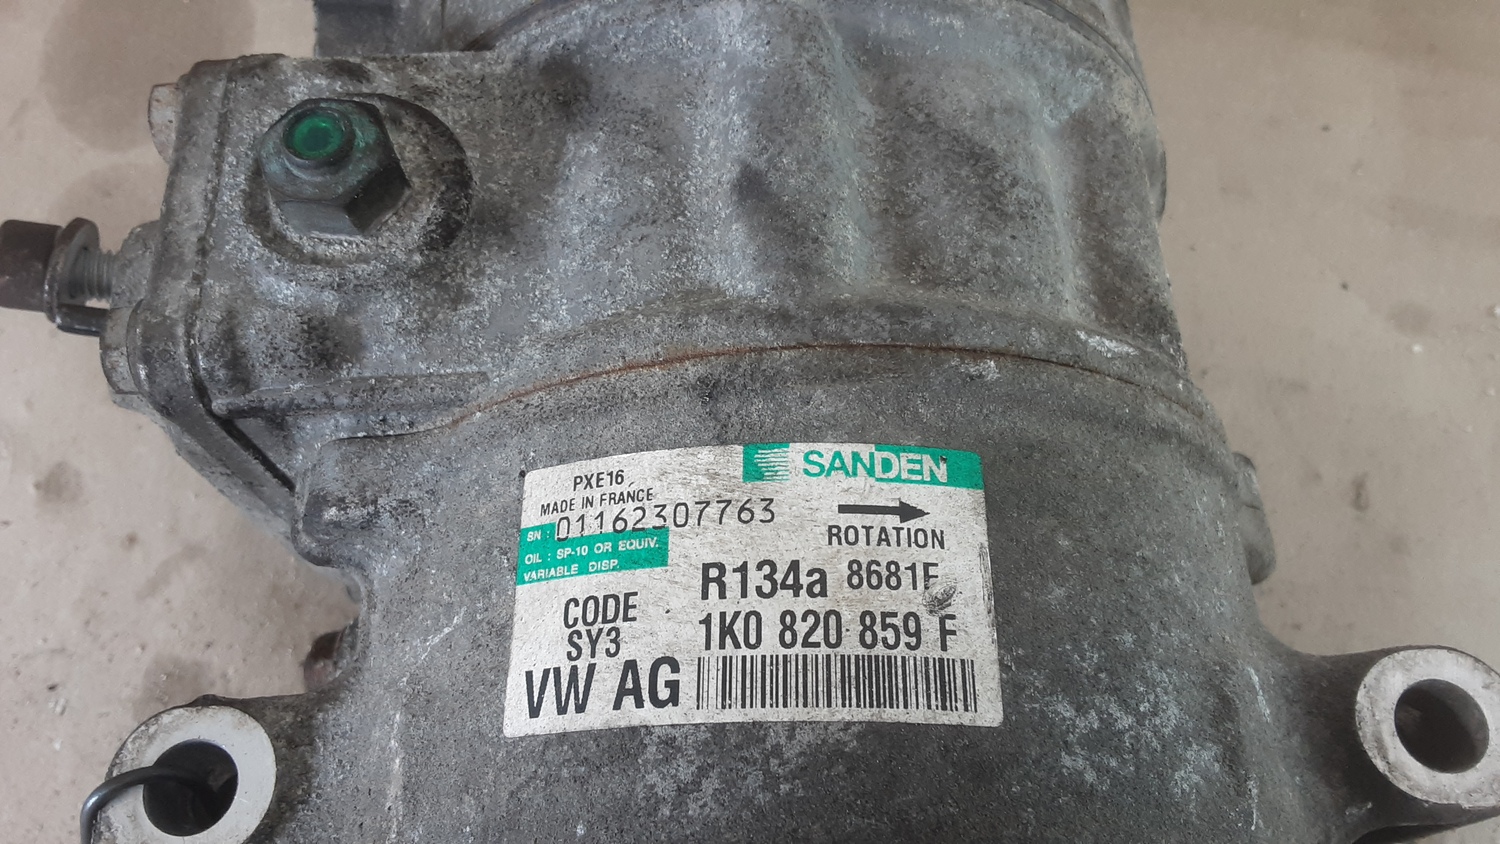 SANDEN
PXE16
MADE IN FRANCE
SN : 01162307763
ROTATION
OIL : SP-10 OR EQUIV.
VARIABLE DISP.
R134a 8681F
CODE
SY3
1K0 820 859 F
VW AG